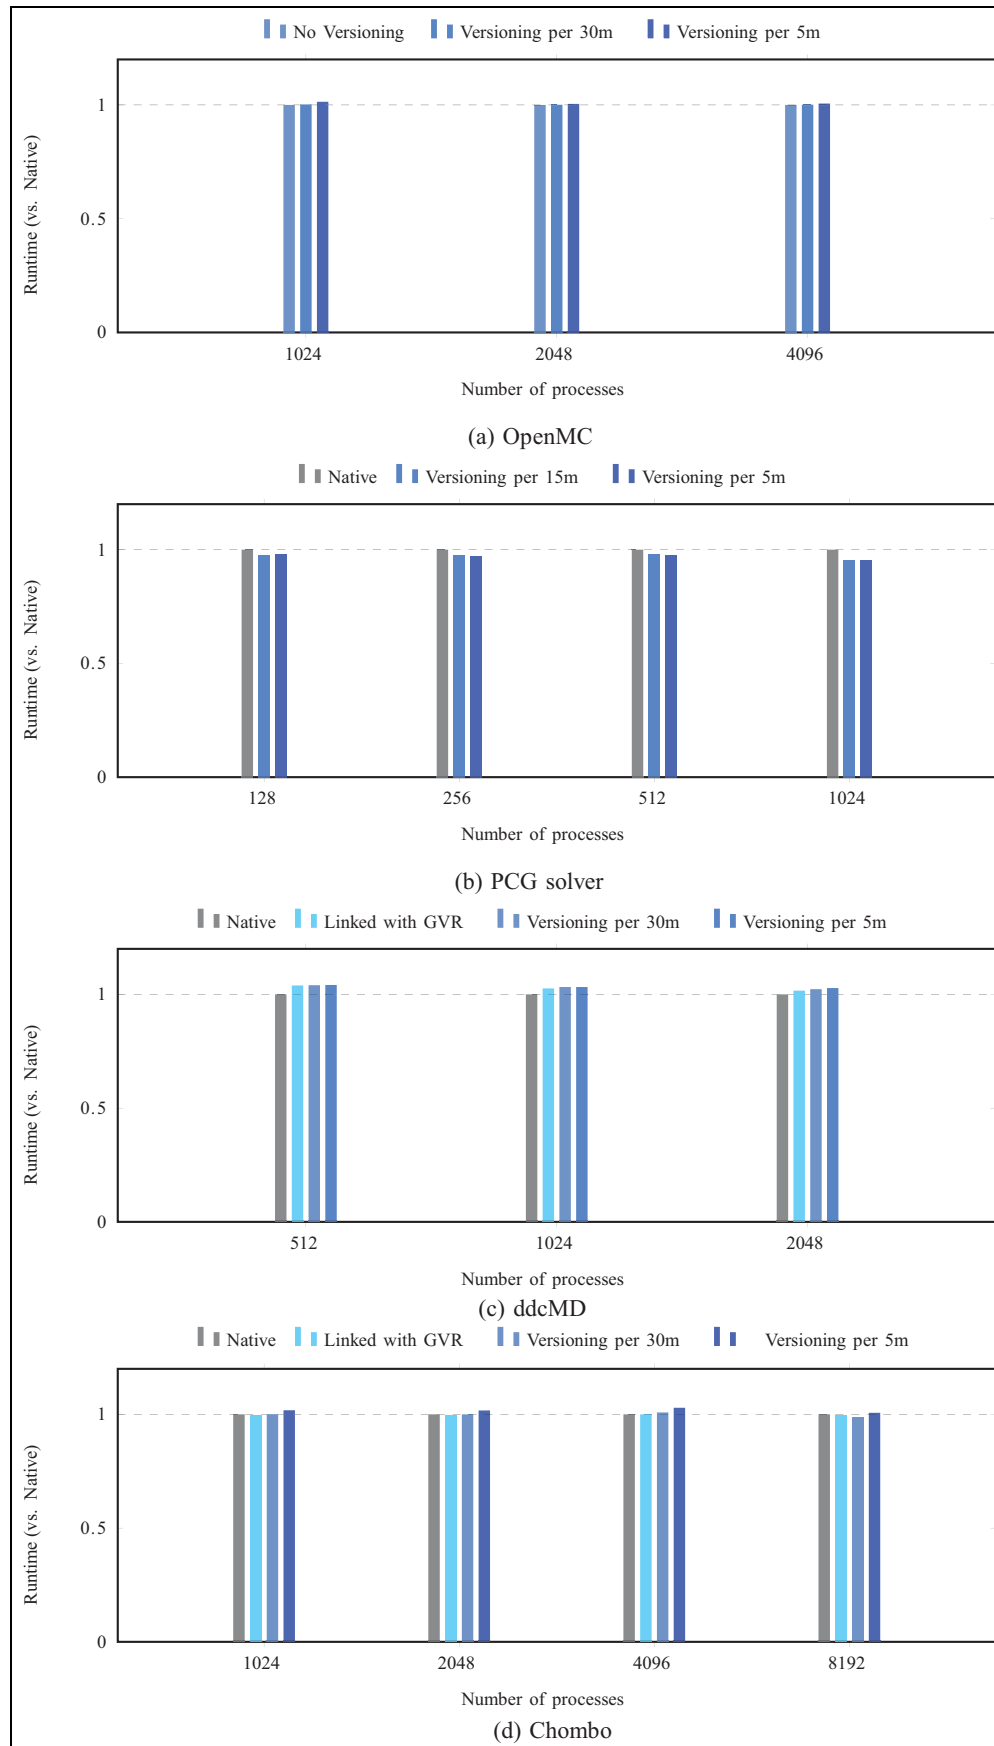 No Versioning Versioning per 30m Versioning per 5m
1
0.5
0
Runtime (vs. Native)
1024 2048 4096
Number of processes
(a) OpenMC
Native Versioning per 15m Versioning per 5m
1
0.5
0
Runtime (vs. Native)
128 256 512 1024
Number of processes
(b) PCG solver
Native Linked with GVR Versioning per 30m Versioning per 5m
1
0.5
0
Runtime (vs. Native)
512 1024 2048
Number of processes
(c) ddcMD
Native Linked with GVR Versioning per 30m Versioning per 5m
1
0.5
0
Runtime (vs. Native)
1024 2048 4096 8192
Number of processes
(d) Chombo